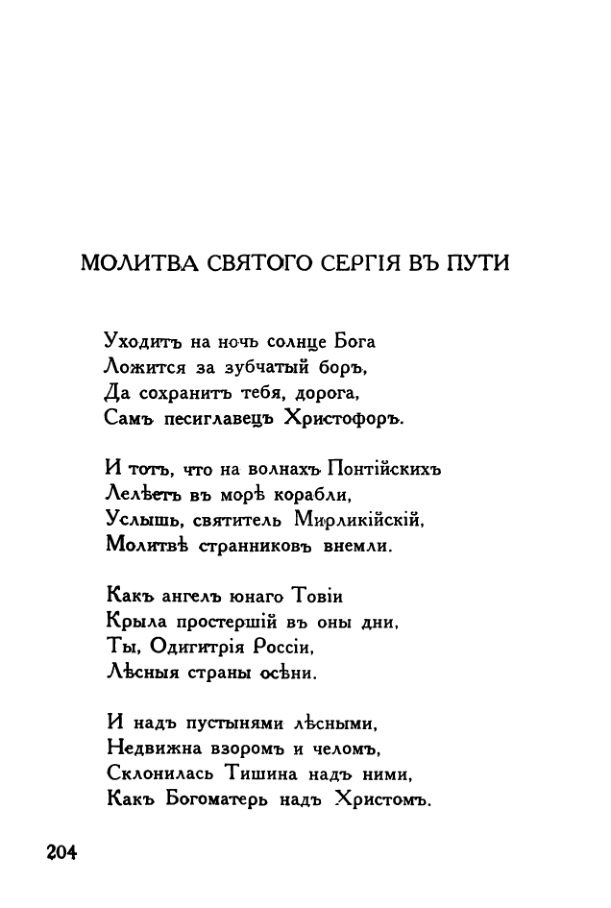 МОЛИТВА СВЯТОГО СЕРГІЯ ВЪ ПУТИ
Уходитъ на ночь солнце Бога
Ложится за зубчатый боръ,
Да сохранитъ тебя, дорога,
Самъ песиглавецъ Христофоръ.
И тотъ, что на волнахъ Понтійскихъ
Лелѣетъ въ морѣ корабли,
Услышь, святитель Мирликійскій,
Молитвѣ странниковъ внемли.
Какъ ангелъ юнаго Товіи
Крыла простершій въ оны дни,
Ты, Одигитрія Россіи,
Лѣсныя страны осѣни.
И надъ пустынями лѣсными,
Недвижна взоромъ и челомъ,
Склонилась Тишина надъ ними,
Какъ Богоматерь надъ Христомъ.
204